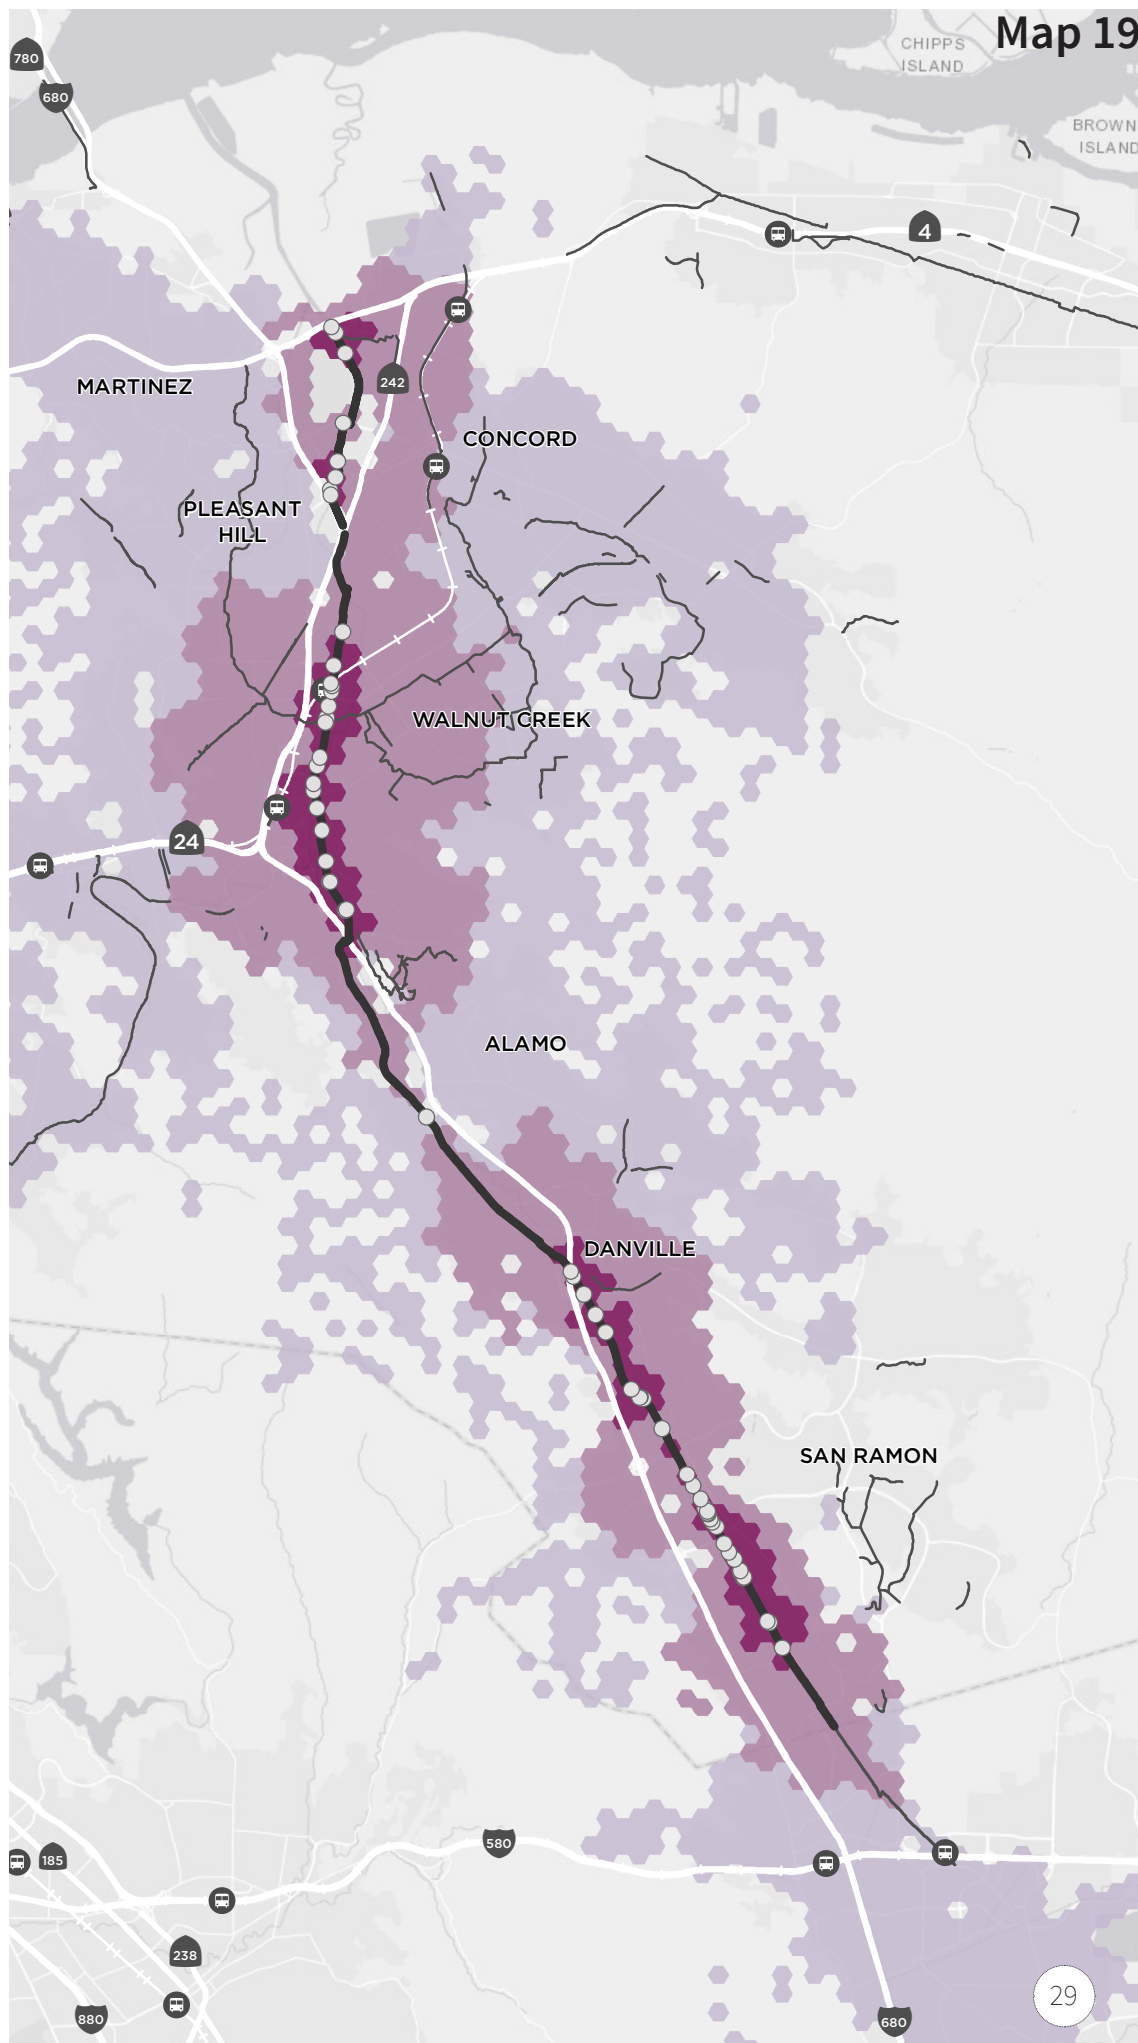 Map 19
CHIPPS
ISLAND
780
680
BROWN
ISLAND
4
MARTINEZ
242
CONCORD
PLEASANT
HILL
WALNUT CREEK
24
ALAMO
DANVILLE
SAN RAMON
580
185
238
29
880
680